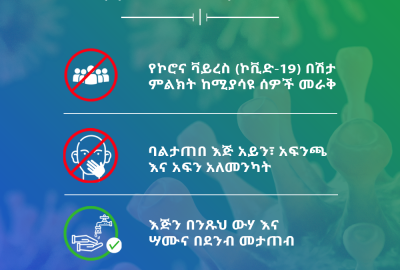 የኮሮና ቫይረስ (ኮቪድ-19) በሽታ
ምልክት ከሚያሳዩ ሰዎች መራቅ
ባልታጠበ እጅ አይን፣ አፍንጫ
እና አፍን አለመንካት
እጅን በንጹህ ውሃ እና
ሣሙና በደንብ መታጠብ